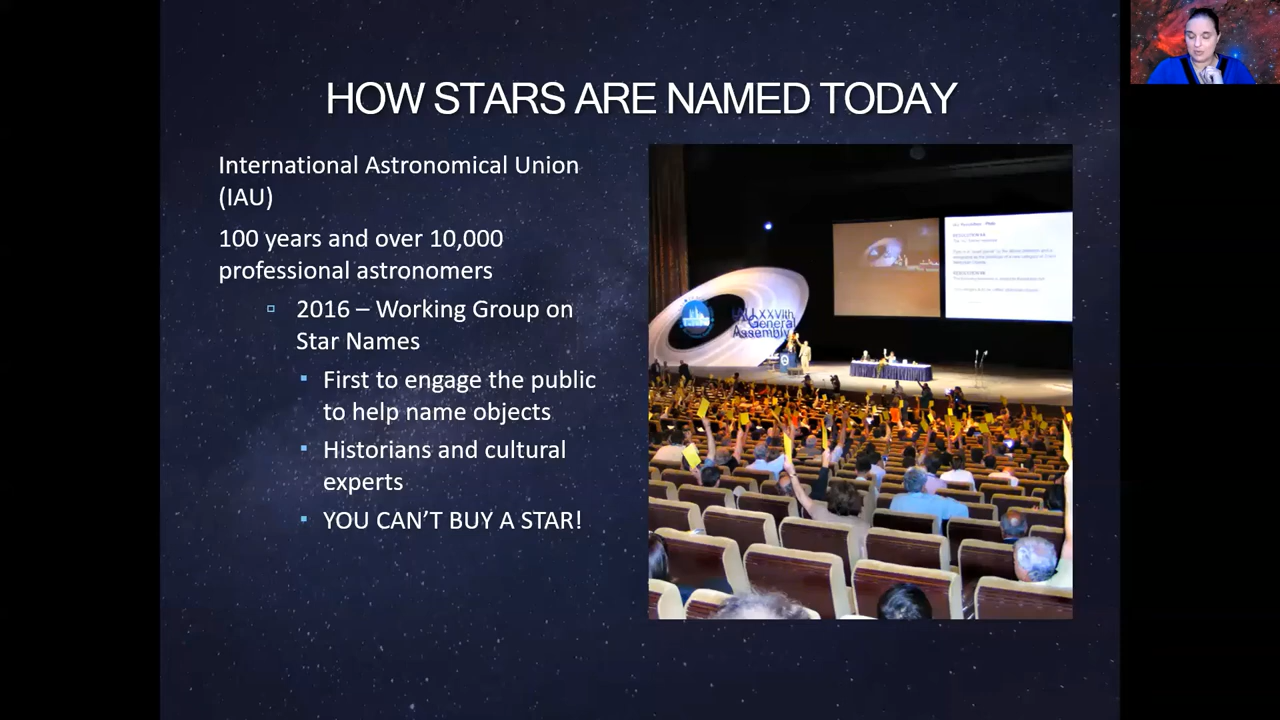 HOW STARS ARE NAMED TODAY
International Astronomical Union
(IAU)
100 years and over 10,000
professional astronomers
2016 – Working Group on
Star Names
First to engage the public
to help name objects
Historians and cultural
experts
YOU CAN'T BUY A STAR!
IAU XXVIth
General
Assembly